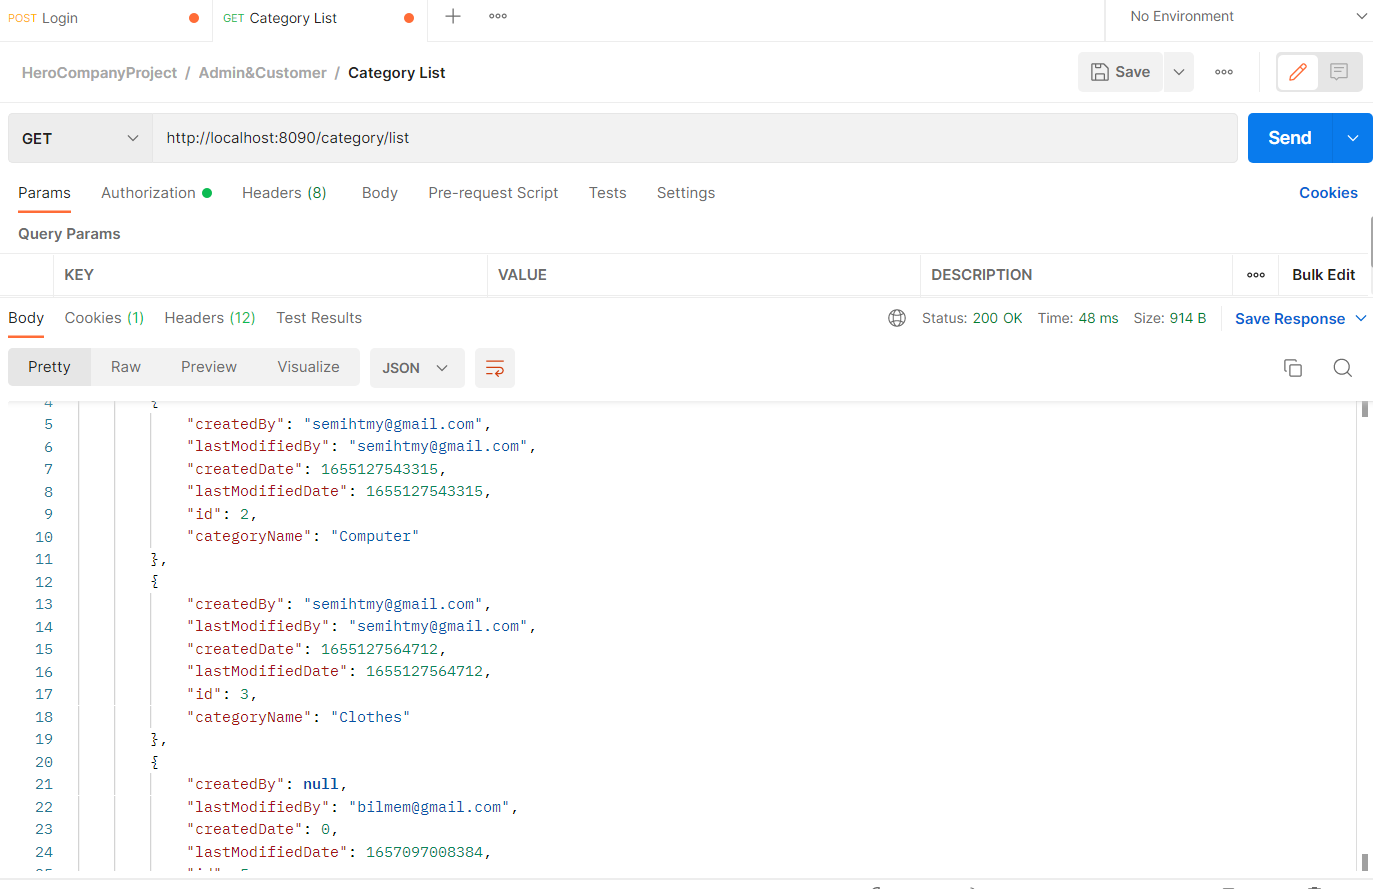 POST Login GET Category List No Environment
HeroCompanyProject / Admin&Customer / Category List Save
GET http://localhost:8090/category/list Send
Params Authorization Headers (8) Body Pre-request Script Tests Settings Cookies
Query Params
KEY VALUE DESCRIPTION Bulk Edit
Body Cookies (1) Headers (12) Test Results Status: 200 OK Time: 48 ms Size: 914 B Save Response
Pretty Raw Preview Visualize JSON
4 {
5 "createdBy": "semihtmy@gmail.com",
6 "lastModifiedBy": "semihtmy@gmail.com",
7 "createdDate": 1655127543315,
8 "lastModifiedDate": 1655127543315,
9 "id": 2,
10 "categoryName": "Computer"
11 },
12 {
13 "createdBy": "semihtmy@gmail.com",
14 "lastModifiedBy": "semihtmy@gmail.com",
15 "createdDate": 1655127564712,
16 "lastModifiedDate": 1655127564712,
17 "id": 3,
18 "categoryName": "Clothes"
19 },
20 {
21 "createdBy": null,
22 "lastModifiedBy": "bilmem@gmail.com",
23 "createdDate": 0,
24 "lastModifiedDate": 1657097008384,